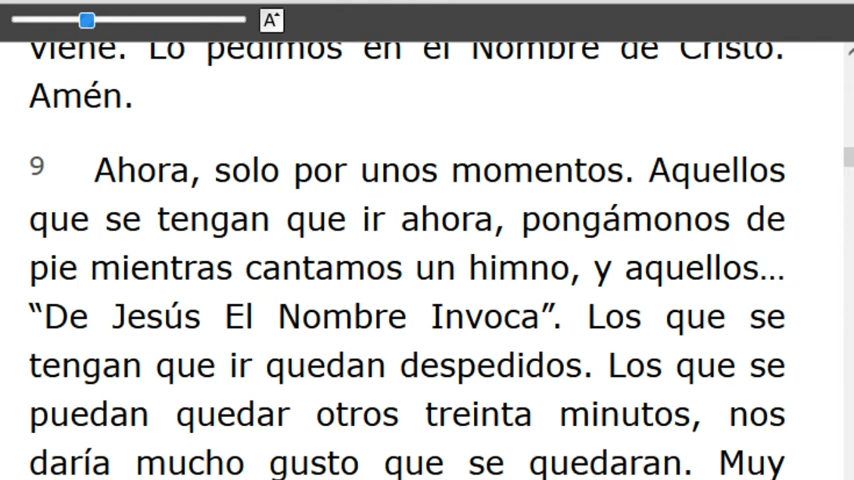 A
viene. Lo pedimos en el Nombre de Cristo.
Amén.
9 Ahora, solo por unos momentos. Aquellos
que se tengan que ir ahora, pongámonos de
pie mientras cantamos un himno, y aquellos...
“De Jesús El Nombre Invoca”. Los que se
tengan que ir quedan despedidos. Los que se
puedan quedar otros treinta minutos, nos
daría mucho gusto que se quedaran. Muy